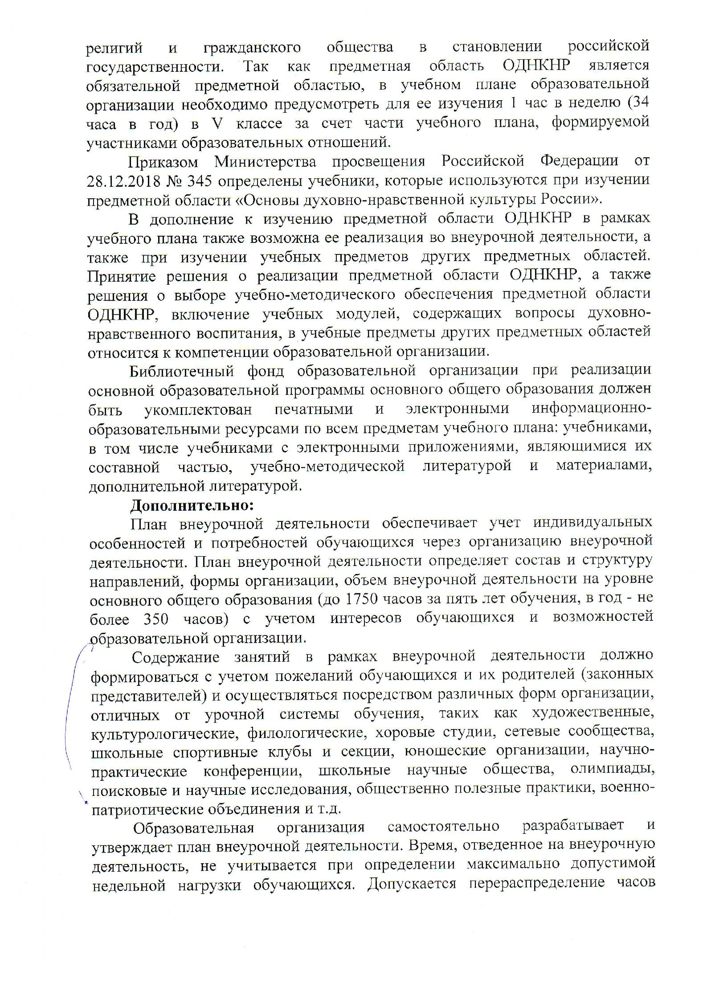 религий и гражданского общества в становлении российской
государственности. Так как предметная область ОДНКНР является
обязательной предметной областью, в учебном плане образовательной
организации необходимо предусмотреть для ее изучения 1 час в неделю (34
часа в год) в V классе за счет части учебного плана, формируемой
участниками образовательных отношений.
Приказом Министерства просвещения Российской Федерации от
28.12.2018 № 345 определены учебники, которые используются при изучении
предметной области «Основы духовно-нравственной культуры России».
В дополнение к изучению предметной области ОДНКНР в рамках
учебного плана также возможна ее реализация во внеурочной деятельности, а
также при изучении учебных предметов других предметных областей.
Принятие решения о реализации предметной области ОДНКНР, а также
решения о выборе учебно-методического обеспечения предметной области
ОДНКНР, включение учебных модулей, содержащих вопросы духовно-
нравственного воспитания, в учебные предметы других предметных областей
относится к компетенции образовательной организации.
Библиотечный фонд образовательной организации при реализации
основной образовательной программы основного общего образования должен
быть укомплектован печатными и электронными информационно-
образовательными ресурсами по всем предметам учебного плана: учебниками,
в том числе учебниками с электронными приложениями, являющимися их
составной частью, учебно-методической литературой и материалами,
дополнительной литературой.
Дополнительно:
План внеурочной деятельности обеспечивает учет индивидуальных
особенностей и потребностей обучающихся через организацию внеурочной
деятельности. План внеурочной деятельности определяет состав и структуру
направлений, формы организации, объем внеурочной деятельности на уровне
основного общего образования (до 1750 часов за пять лет обучения, в год - не
более 350 часов) с учетом интересов обучающихся и возможностей
образовательной организации.
Содержание занятий в рамках внеурочной деятельности должно
формироваться с учетом пожеланий обучающихся и их родителей (законных
представителей) и осуществляться посредством различных форм организации,
отличных от урочной системы обучения, таких как художественные,
культурологические, филологические, хоровые студии, сетевые сообщества,
школьные спортивные клубы и секции, юношеские организации, научно-
практические конференции, школьные научные общества, олимпиады,
поисковые и научные исследования, общественно полезные практики, военно-
патриотические объединения и т.д.
Образовательная организация самостоятельно разрабатывает и
утверждает план внеурочной деятельности. Время, отведенное на внеурочную
деятельность, не учитывается при определении максимально допустимой
недельной нагрузки обучающихся. Допускается перераспределение часов